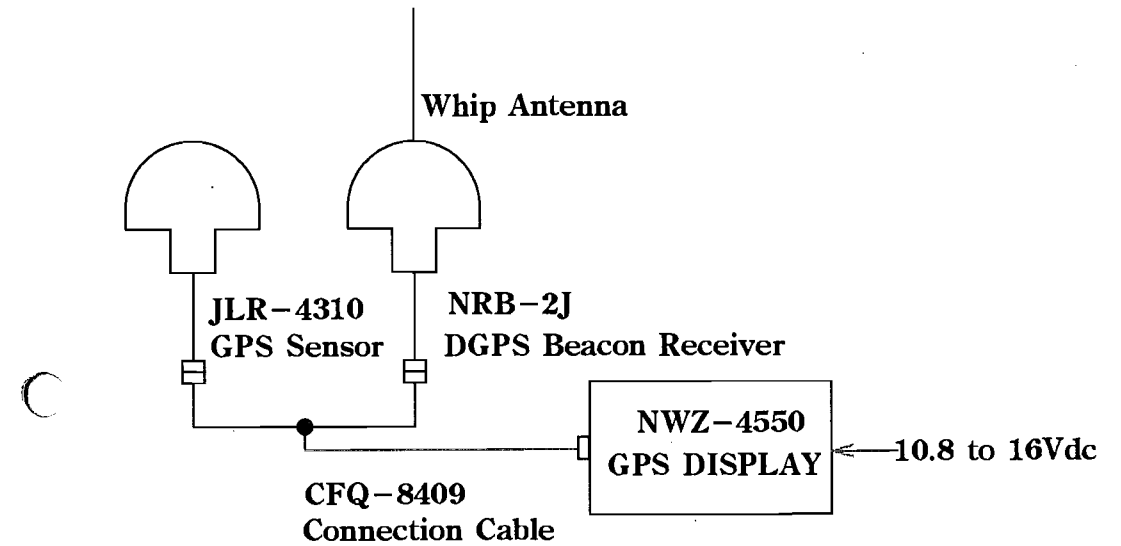 Whip Antenna
JLR-4310
GPS Sensor
NRB-2J
DGPS Beacon Receiver
NWZ-4550
GPS DISPLAY
10.8 to 16Vdc
CFQ-8409
Connection Cable